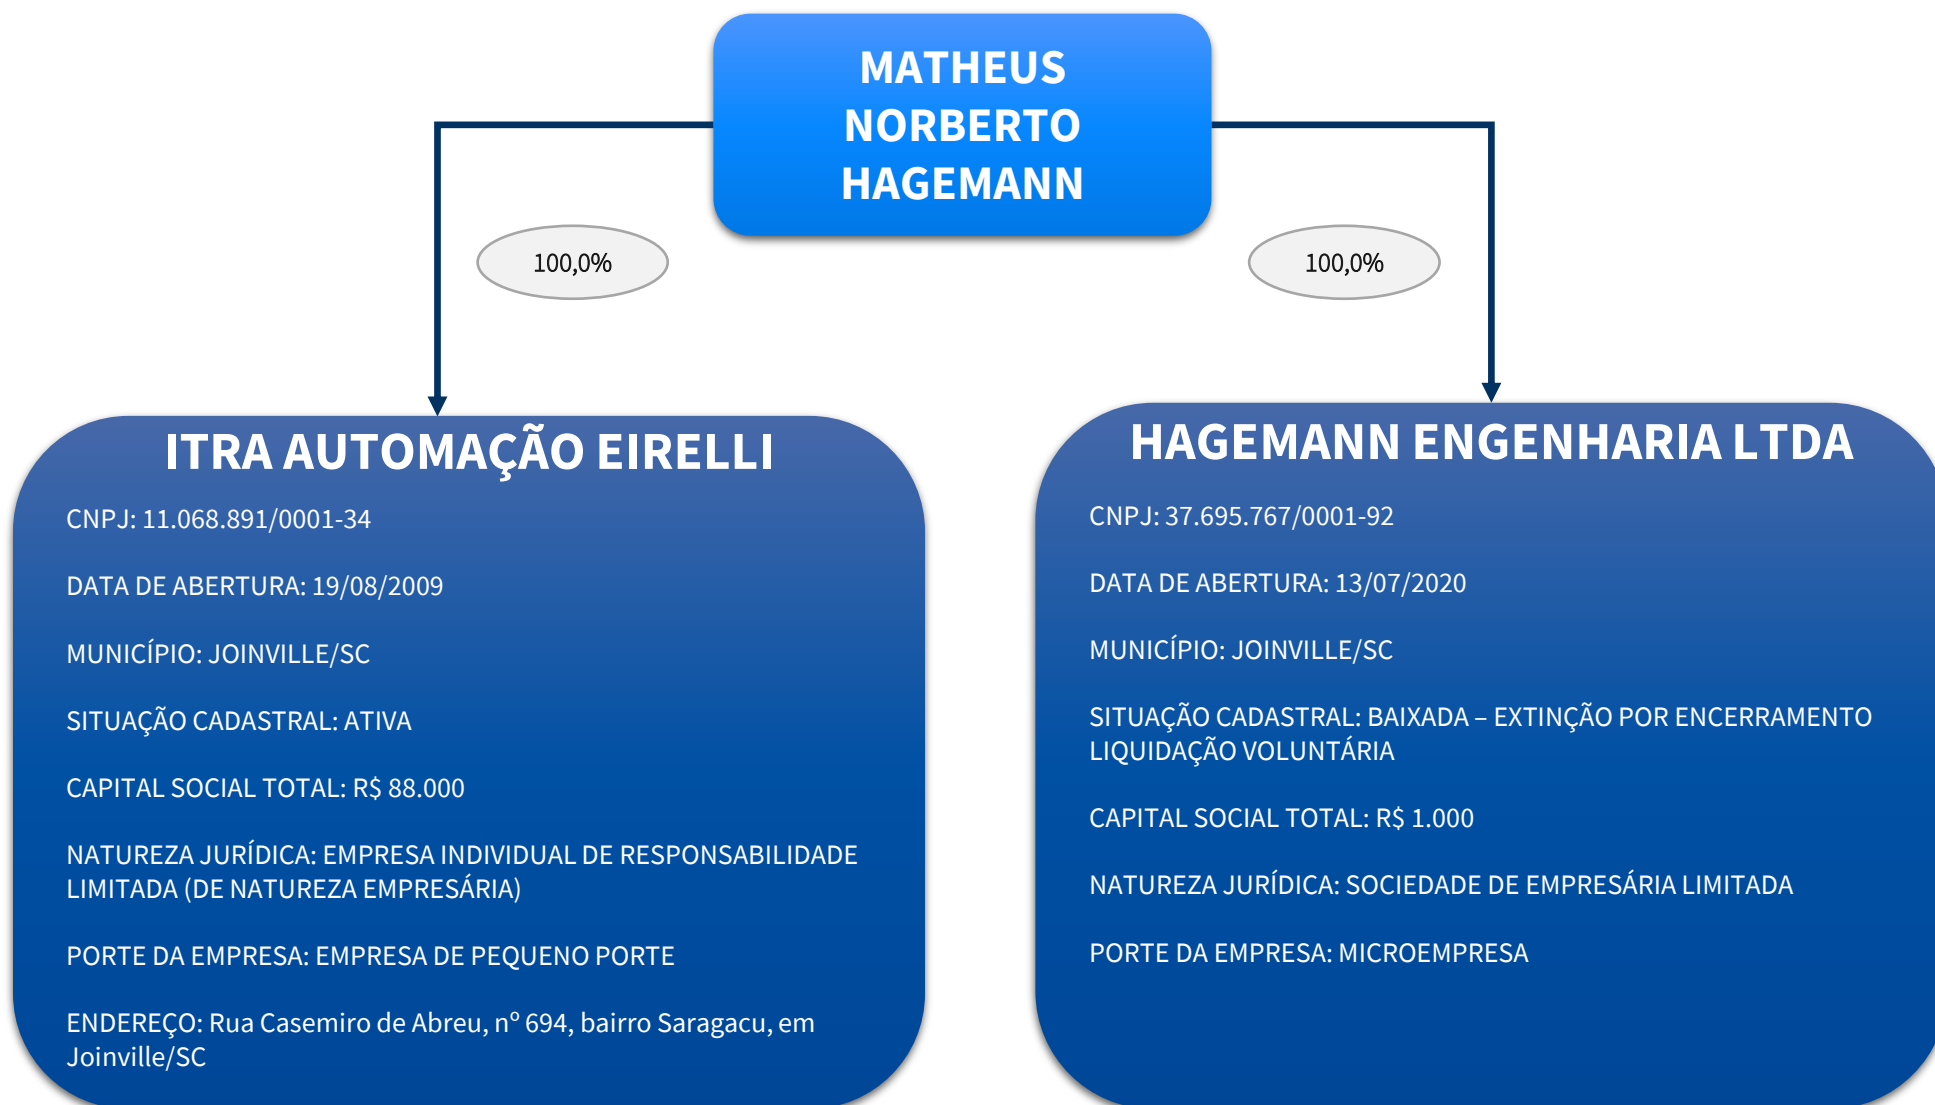 MATHEUS
NORBERTO
HAGEMANN
100,0%
100,0%
ITRA AUTOMAÇÃO EIRELLI
CNPJ: 11.068.891/0001-34
DATA DE ABERTURA: 19/08/2009
MUNICÍPIO: JOINVILLE/SC
SITUAÇÃO CADASTRAL: ATIVA
CAPITAL SOCIAL TOTAL: R$ 88.000
NATUREZA JURÍDICA: EMPRESA INDIVIDUAL DE RESPONSABILIDADE
LIMITADA (DE NATUREZA EMPRESÁRIA)
PORTE DA EMPRESA: EMPRESA DE PEQUENO PORTE
ENDEREÇO: Rua Casemiro de Abreu, nº 694, bairro Saragacu, em
Joinville/SC
HAGEMANN ENGENHARIA LTDA
CNPJ: 37.695.767/0001-92
DATA DE ABERTURA: 13/07/2020
MUNICÍPIO: JOINVILLE/SC
SITUAÇÃO CADASTRAL: BAIXADA – EXTINÇÃO POR ENCERRAMENTO
LIQUIDAÇÃO VOLUNTÁRIA
CAPITAL SOCIAL TOTAL: R$ 1.000
NATUREZA JURÍDICA: SOCIEDADE DE EMPRESÁRIA LIMITADA
PORTE DA EMPRESA: MICROEMPRESA